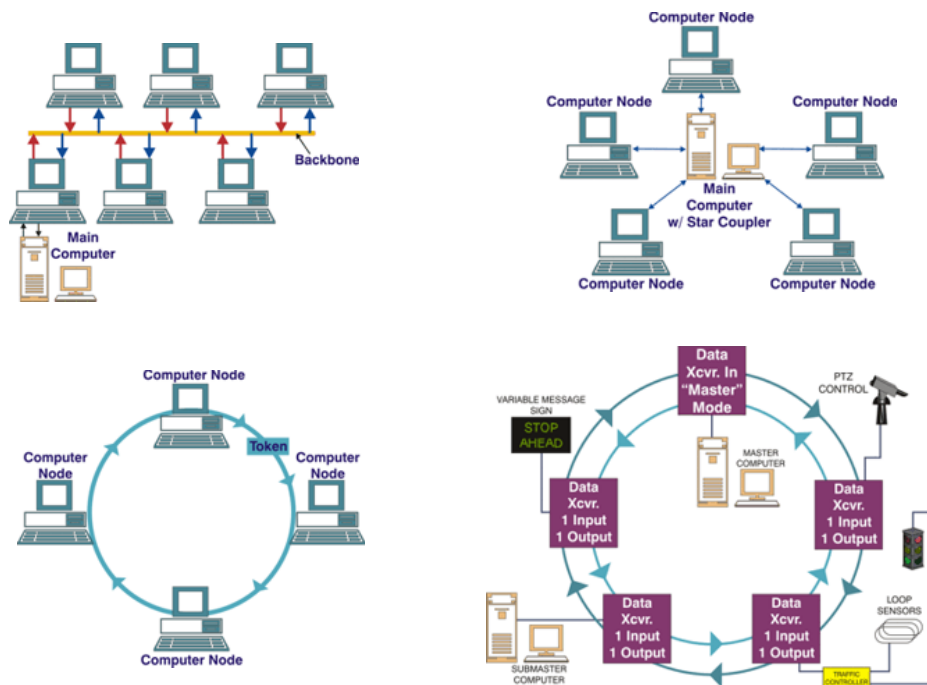 Backbone
Main
Computer
Computer Node
Computer Node
Computer Node
Main
Computer
w/ Star Coupler
Computer Node
Computer Node
Computer Node
Token
Computer
Node
Computer
Node
Computer Node
Data
Xcvr. In
"Master"
Mode
VARIABLE MESSAGE
SIGN
STOP
AHEAD
PTZ
CONTROL
MASTER
COMPUTER
Data
Xcvr.
1 Input
1 Output
Data
Xcvr.
1 Input
1 Output
Data
Xcvr.
1 Input
1 Output
Data
Xcvr.
1 Input
1 Output
LOOP
SENSORS
SUBMASTER
COMPUTER
TRAFFIC
CONTROLLER